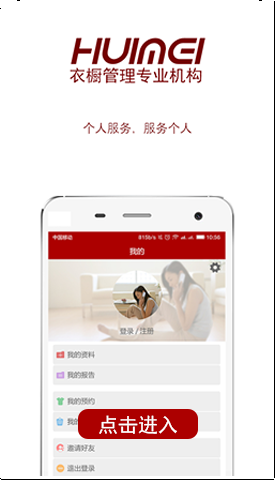 HUIMEI
衣橱管理专业机构
个人服务，服务个人
中国移动 815b/s 10:56
我的
登录 / 注册
我的资料
我的报告
我的预约
我的
点击进入
邀请好友
退出登录